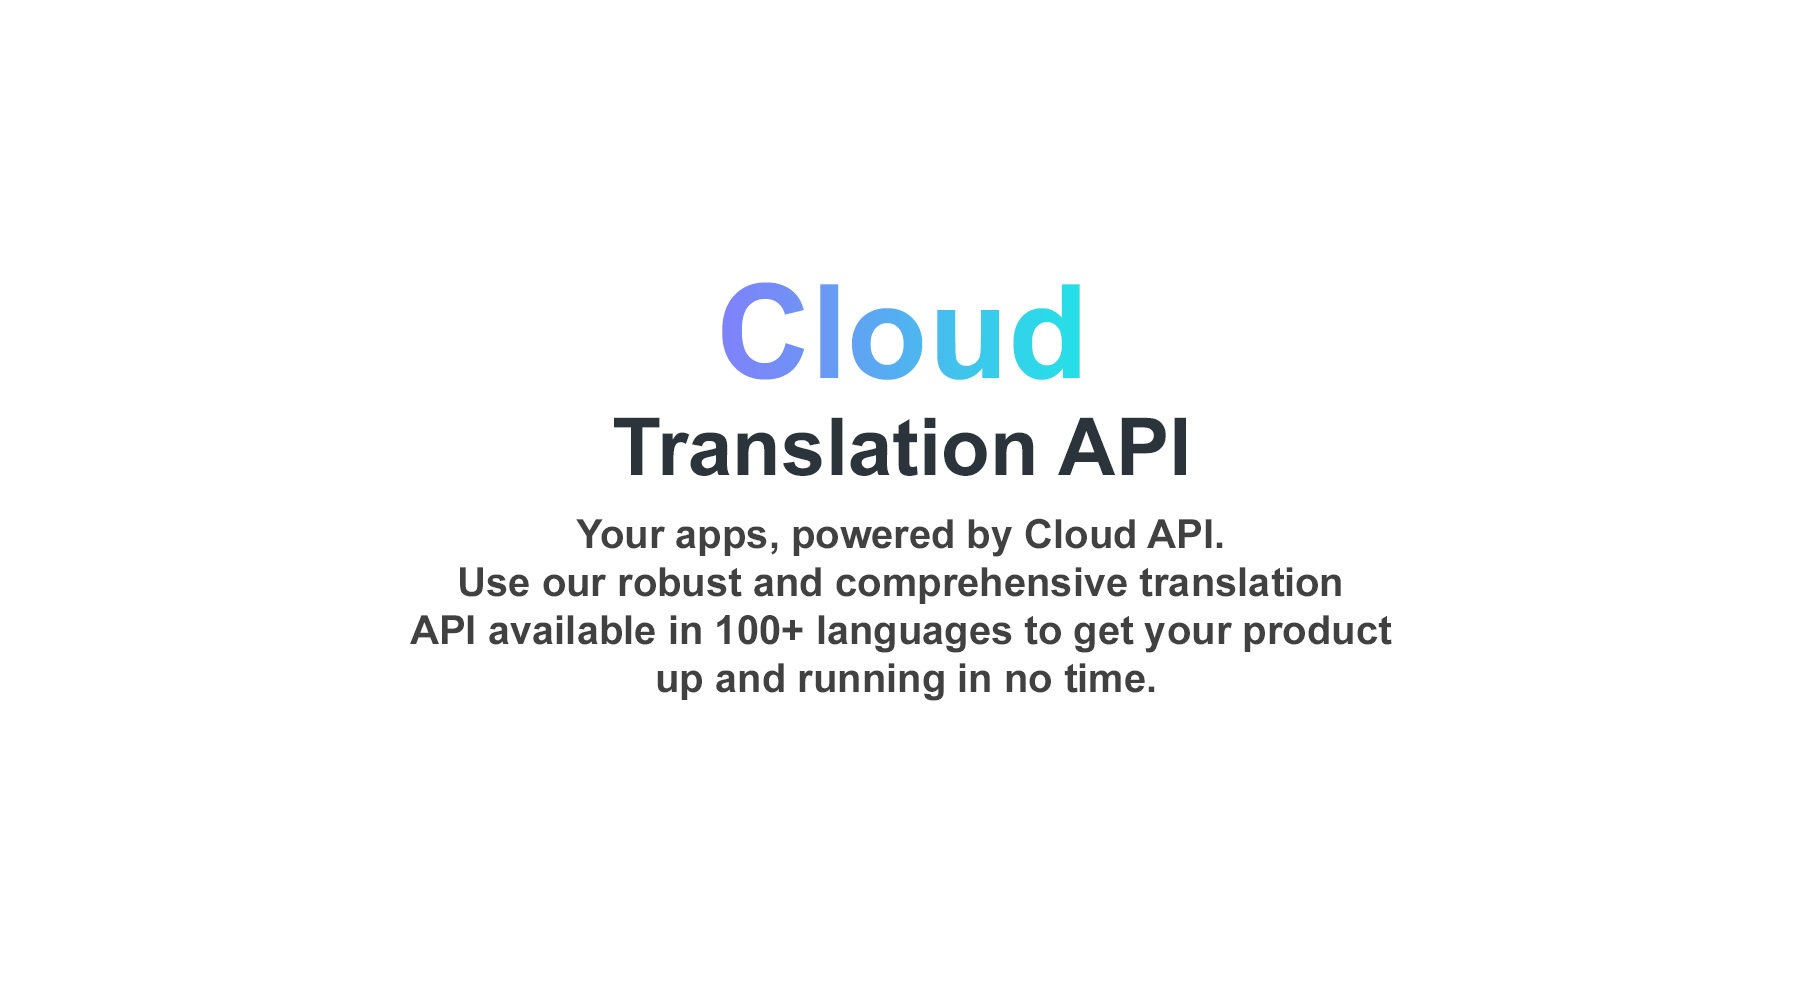 Cloud
Translation API
Your apps, powered by Cloud API.
Use our robust and comprehensive translation
API available in 100+ languages to get your product
up and running in no time.